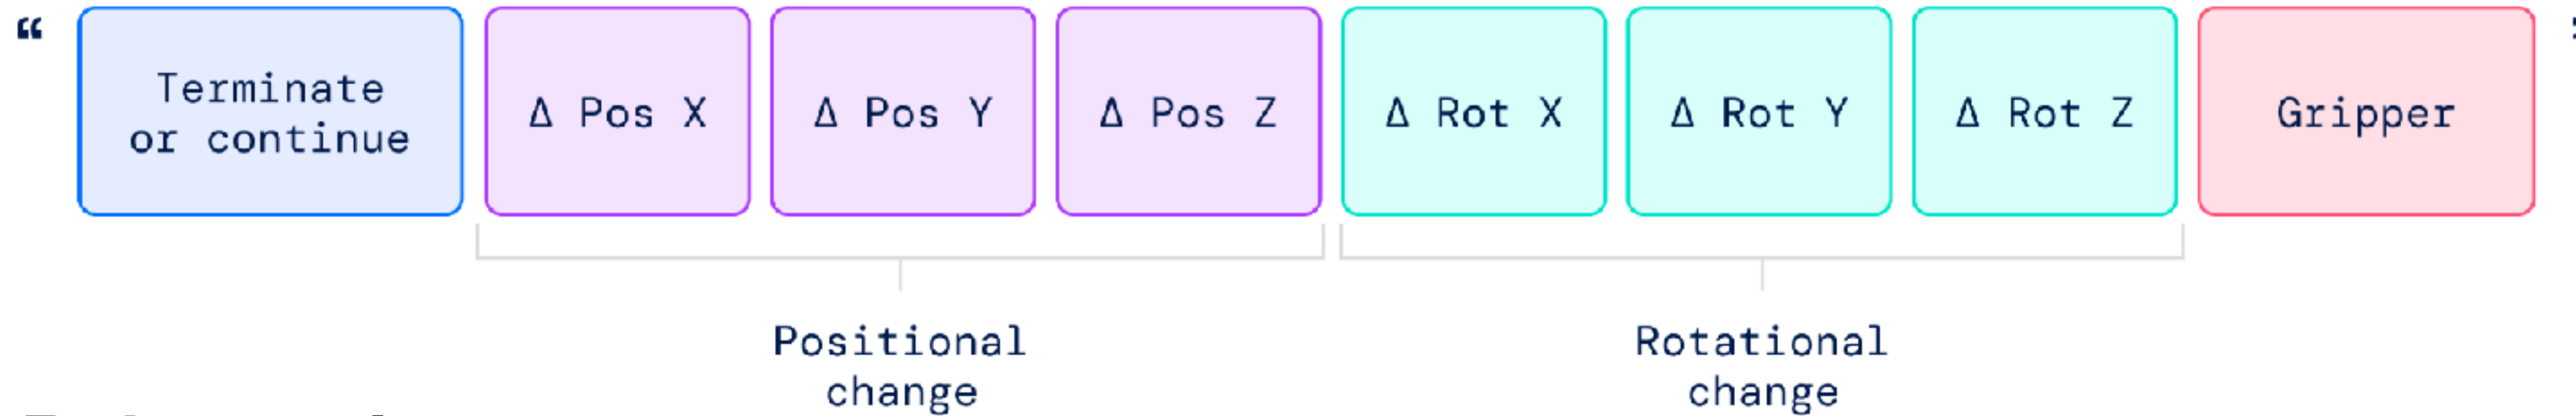 “
Terminate
or continue
Δ Pos X
Δ Pos Y
Δ Pos Z
Δ Rot X
Δ Rot Y
Δ Rot Z
Gripper
Positional
change
Rotational
change